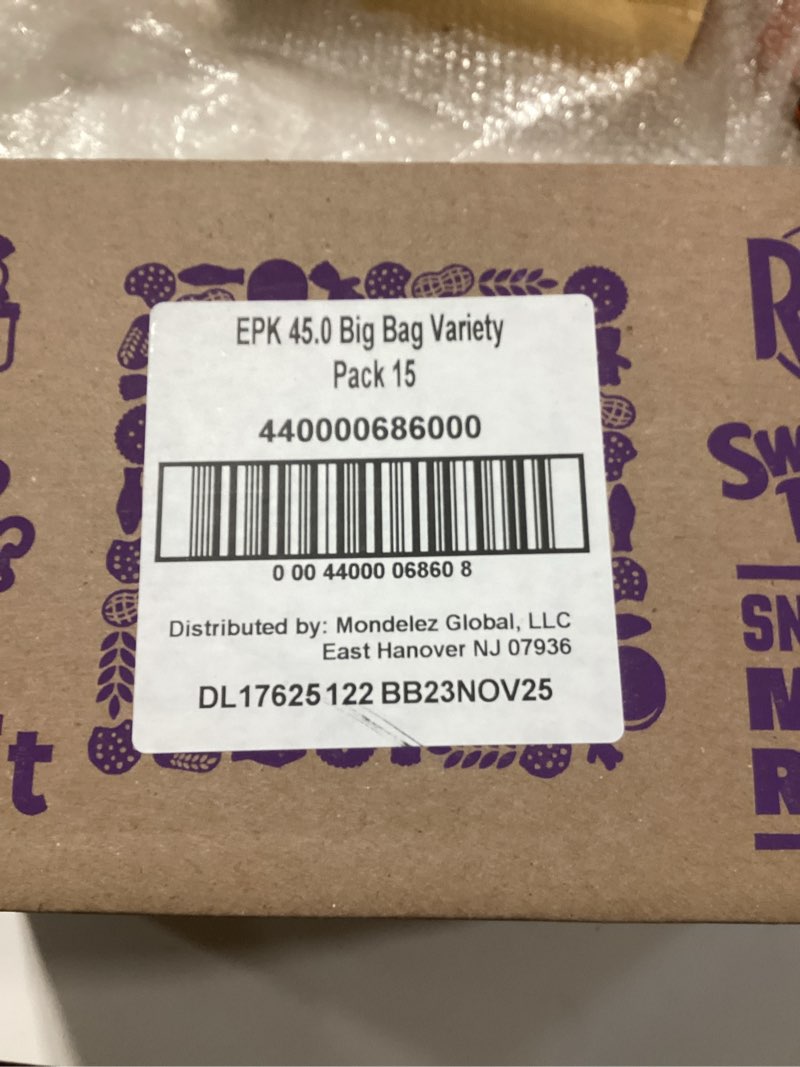 EPK 45.0 Big Bag Variety
Pack 15
440000686000
0 00 44000 06860 8
Distributed by: Mondelez Global, LLC
East Hanover NJ 07936
DL17625122 BB23NOV25